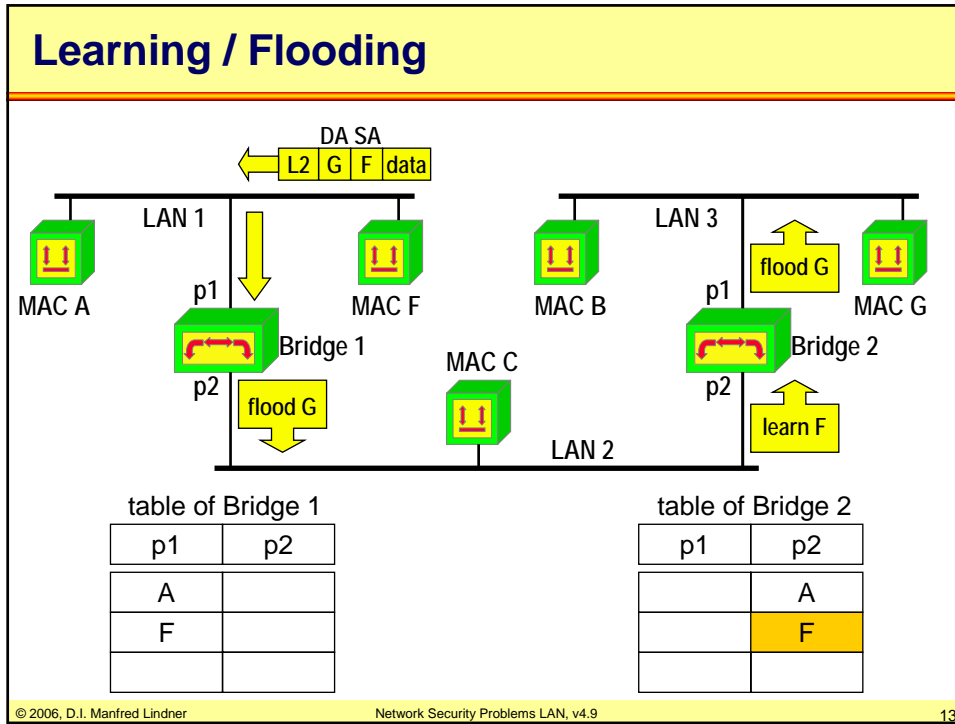 Learning / Flooding
DA SA
L2 G F data
LAN 1
LAN 3
flood G
MAC A
p1
MAC F
MAC B
p1
MAC G
Bridge 1
MAC C
Bridge 2
p2
flood G
p2
learn F
LAN 2
table of Bridge 1
p1 p2
A
F
table of Bridge 2
p1 p2
A
F
© 2006, D.I. Manfred Lindner
Network Security Problems LAN, v4.9
13